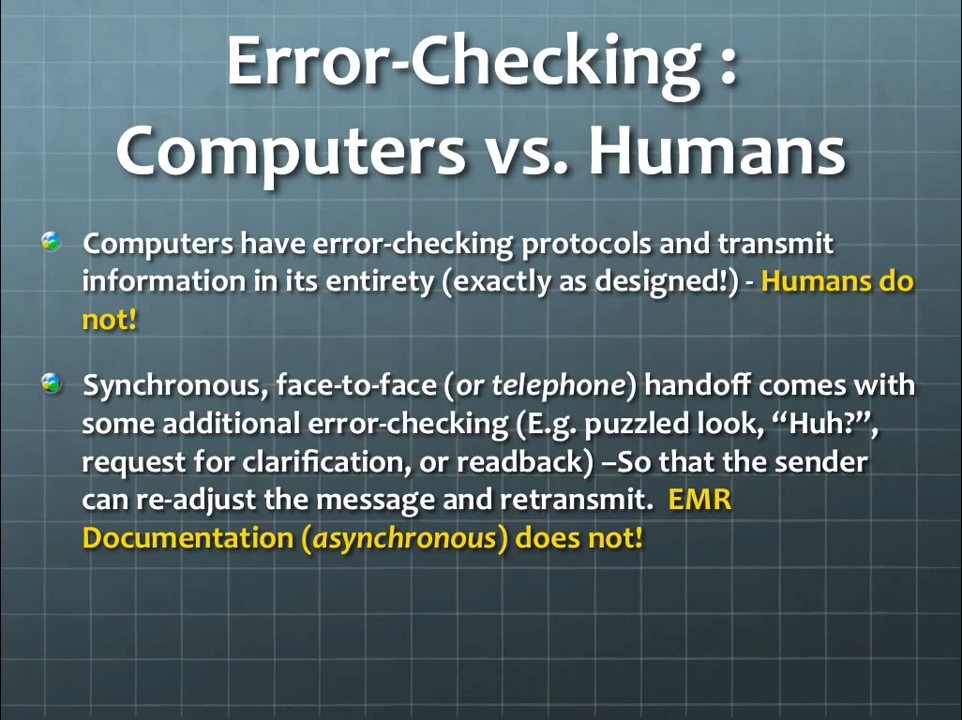 Error-Checking :
Computers vs. Humans
Computers have error-checking protocols and transmit
information in its entirety (exactly as designed!) - Humans do
not!
Synchronous, face-to-face (or telephone) handoff comes with
some additional error-checking (E.g. puzzled look, “Huh?”,
request for clarification, or readback) –So that the sender
can re-adjust the message and retransmit. EMR
Documentation (asynchronous) does not!